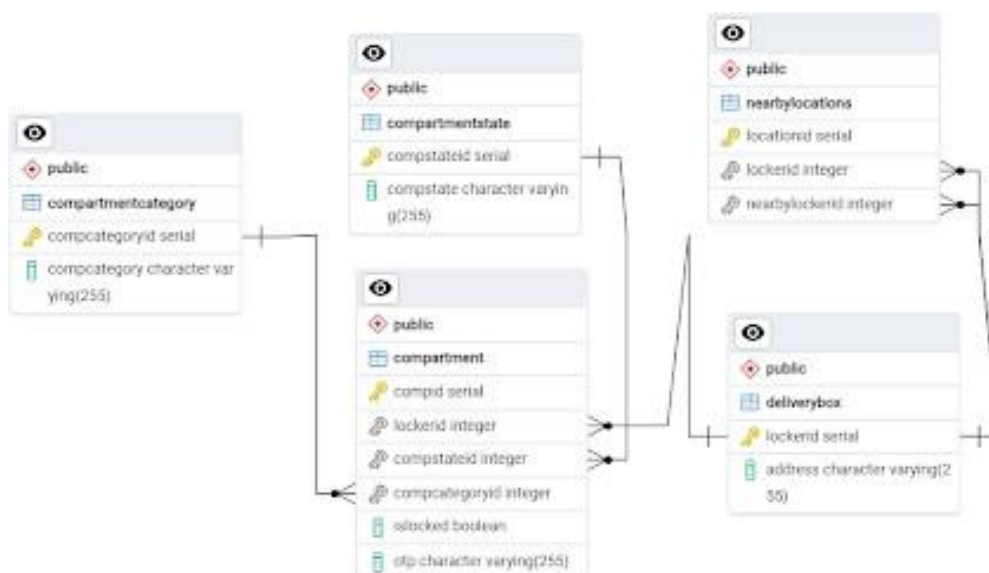 public
compartmentcategory
compcategoryid serial
compcategory character var
ying(255)
public
compartmentstate
compstateid serial
compstate character varyin
g(255)
public
compartment
compid serial
lockerid integer
compstateid integer
compcategoryid integer
islocked boolean
otp character varying(255)
public
nearbylocations
locationid serial
lockerid integer
nearbylockerid integer
public
deliverybox
lockerid serial
address character varying(2
55)